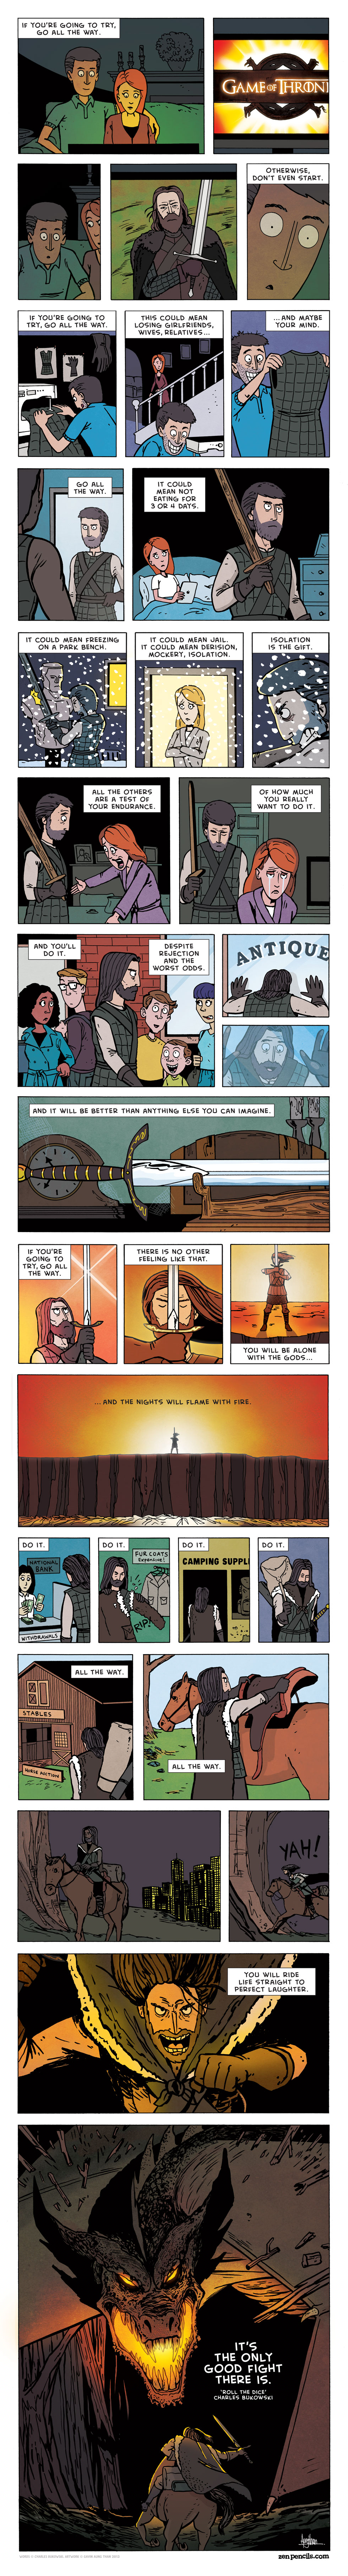 IF YOU'RE GOING TO TRY,
GO ALL THE WAY.
GAME OF THRON
OTHERWISE,
DON'T EVEN START.
IF YOU'RE GOING TO
TRY, GO ALL THE WAY.
THIS COULD MEAN
LOSING GIRLFRIENDS,
WIVES, RELATIVES...
...AND MAYBE
YOUR MIND.
GO ALL
THE WAY.
IT COULD
MEAN NOT
EATING FOR
3 OR 4 DAYS.
IT COULD MEAN FREEZING
ON A PARK BENCH.
IT COULD MEAN JAIL.
IT COULD MEAN DERISION,
MOCKERY, ISOLATION.
ISOLATION
IS THE GIFT.
ALL THE OTHERS
ARE A TEST OF
YOUR ENDURANCE.
OF HOW MUCH
YOU REALLY
WANT TO DO IT.
AND YOU'LL
DO IT.
DESPITE
REJECTION
AND THE
WORST ODDS.
ANTIQUE
AND IT WILL BE BETTER THAN ANYTHING ELSE YOU CAN IMAGINE.
IF YOU'RE
GOING TO
TRY, GO ALL
THE WAY.
THERE IS NO OTHER
FEELING LIKE THAT.
YOU WILL BE ALONE
WITH THE GODS...
...AND THE NIGHTS WILL FLAME WITH FIRE.
DO IT.
NATIONAL
BANK
WITHDRAWALS
DO IT.
FUR COATS
EXPENSIVE!
RIP!
DO IT.
CAMPING SUPPLI
DO IT.
ALL THE WAY.
STABLES
HORSE AUCTION
ALL THE WAY.
YAH!
YOU WILL RIDE
LIFE STRAIGHT TO
PERFECT LAUGHTER.
IT'S
THE ONLY
GOOD FIGHT
THERE IS.
"ROLL THE DICE"
CHARLES BUKOWSKI
zenpencils.com